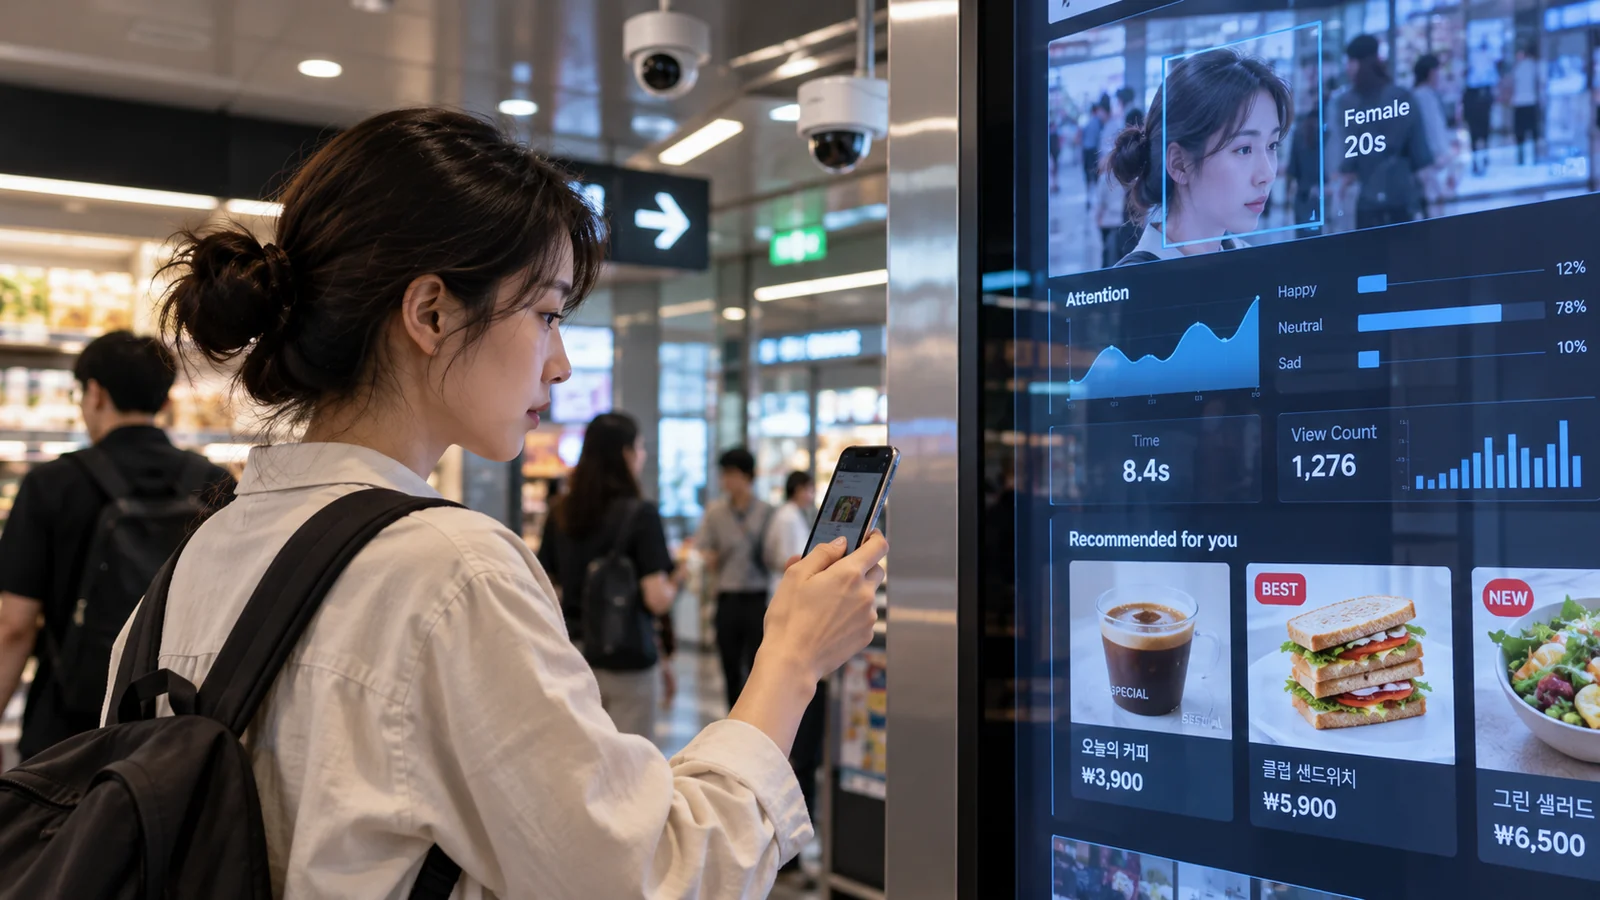 Female
20s
Attention
Happy
12%
Neutral
78%
Sad
10%
Time
8.4s
View Count
1,276
Recommended for you
SPECIAL
오늘의 커피
₩3,900
BEST
클럽 샌드위치
₩5,900
NEW
그린 샐러드
₩6,500